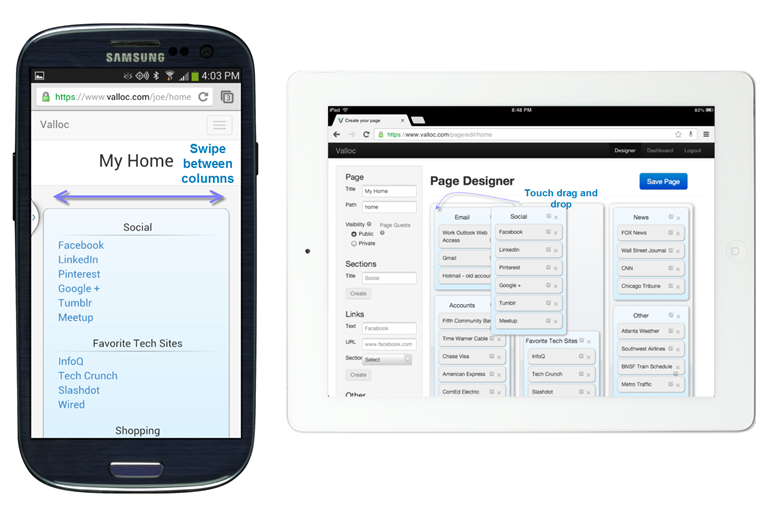 SAMSUNG
4:03 PM
https://www.valloc.com/joe/home
3
Valloc
My Home
Swipe
between
columns
Social
Facebook
LinkedIn
Pinterest
Google +
Tumblr
Meetup
Favorite Tech Sites
InfoQ
Tech Crunch
Slashdot
Wired
Shopping
iPad
8:48 PM
83%
Create your page
https://www.valloc.com/page/edit/home
Valloc
Designer
Dashboard
Logout
Page
Title
My Home
Path
home
Visibility
Page Guests
Public
Private
Sections
Title
Social
Create
Links
Text
Facebook
URL
www.facebook.com
Section
Select
Create
Other
Page Designer
Save Page
Touch drag and
drop
Email
Work Outlook Web
Access
Gmail
Hotmail - old account
Accounts
Fifth Community Ba
Time Warner Cable
Chase Visa
American Express
ComEd Electric
Social
Facebook
LinkedIn
Pinterest
Google +
Tumblr
Meetup
Favorite Tech Sites
InfoQ
Tech Crunch
Slashdot
News
FOX News
Wall Street Journal
CNN
Chicago Tribune
Other
Atlanta Weather
Southwest Airlines
BNSF Train Schedule
Metro Traffic